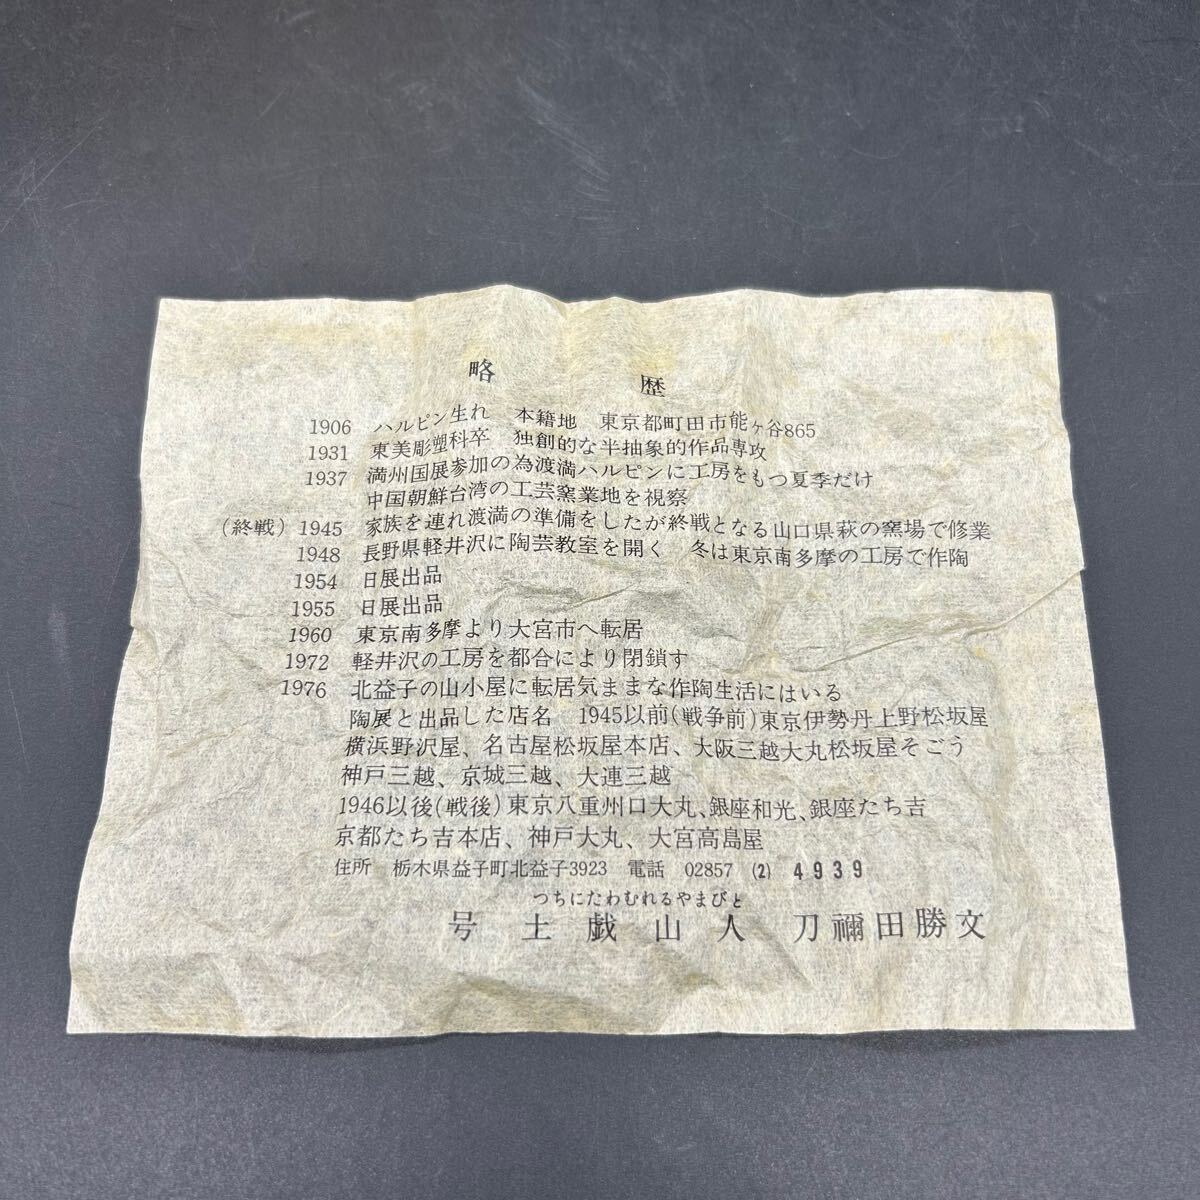 略歴
1906 ハルピン生れ 本籍地 東京都町田市能ヶ谷865
1931 東美彫塑科卒 独創的な半抽象的作品専攻
1937 満州国展参加の為渡満ハルピンに工房をもつ夏季だけ
中国朝鮮台湾の工芸窯業地を視察
(終戦) 1945 家族を連れ渡満の準備をしたが終戦となる山口県萩の窯場で修業
1948 長野県軽井沢に陶芸教室を開く 冬は東京南多摩の工房で作陶
1954 日展出品
1955 日展出品
1960 東京南多摩より大宮市へ転居
1972 軽井沢の工房を都合により閉鎖す
1976 北益子の山小屋に転居気ままな作陶生活にはいる
陶展と出品した店名 1945以前(戦争前)東京伊勢丹上野松坂屋
横浜野沢屋、名古屋松坂屋本店、大阪三越大丸松坂屋そごう
神戸三越、京城三越、大連三越
1946以後(戦後)東京八重州口大丸、銀座和光、銀座たち吉
京都たち吉本店、神戸大丸、大宮高島屋
住所 栃木県益子町北益子3923 電話 02857 (2) 4939
つちにたわむれるやまびと
号 土 戯 山 人 刀禰田勝文